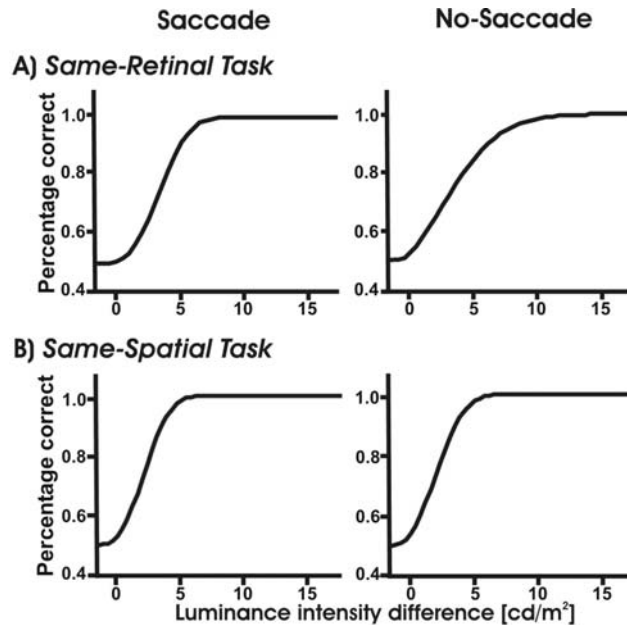 Saccade No-Saccade
A) Same-Retinal Task
Percentage correct
1.0 1.0
0.8 0.8
0.6 0.6
0.4 0.4
0 5 10 15 0 5 10 15
B) Same-Spatial Task
Percentage correct
1.0 1.0
0.8 0.8
0.6 0.6
0.4 0.4
0 5 10 15 0 5 10 15
Luminance intensity difference [cd/m²]